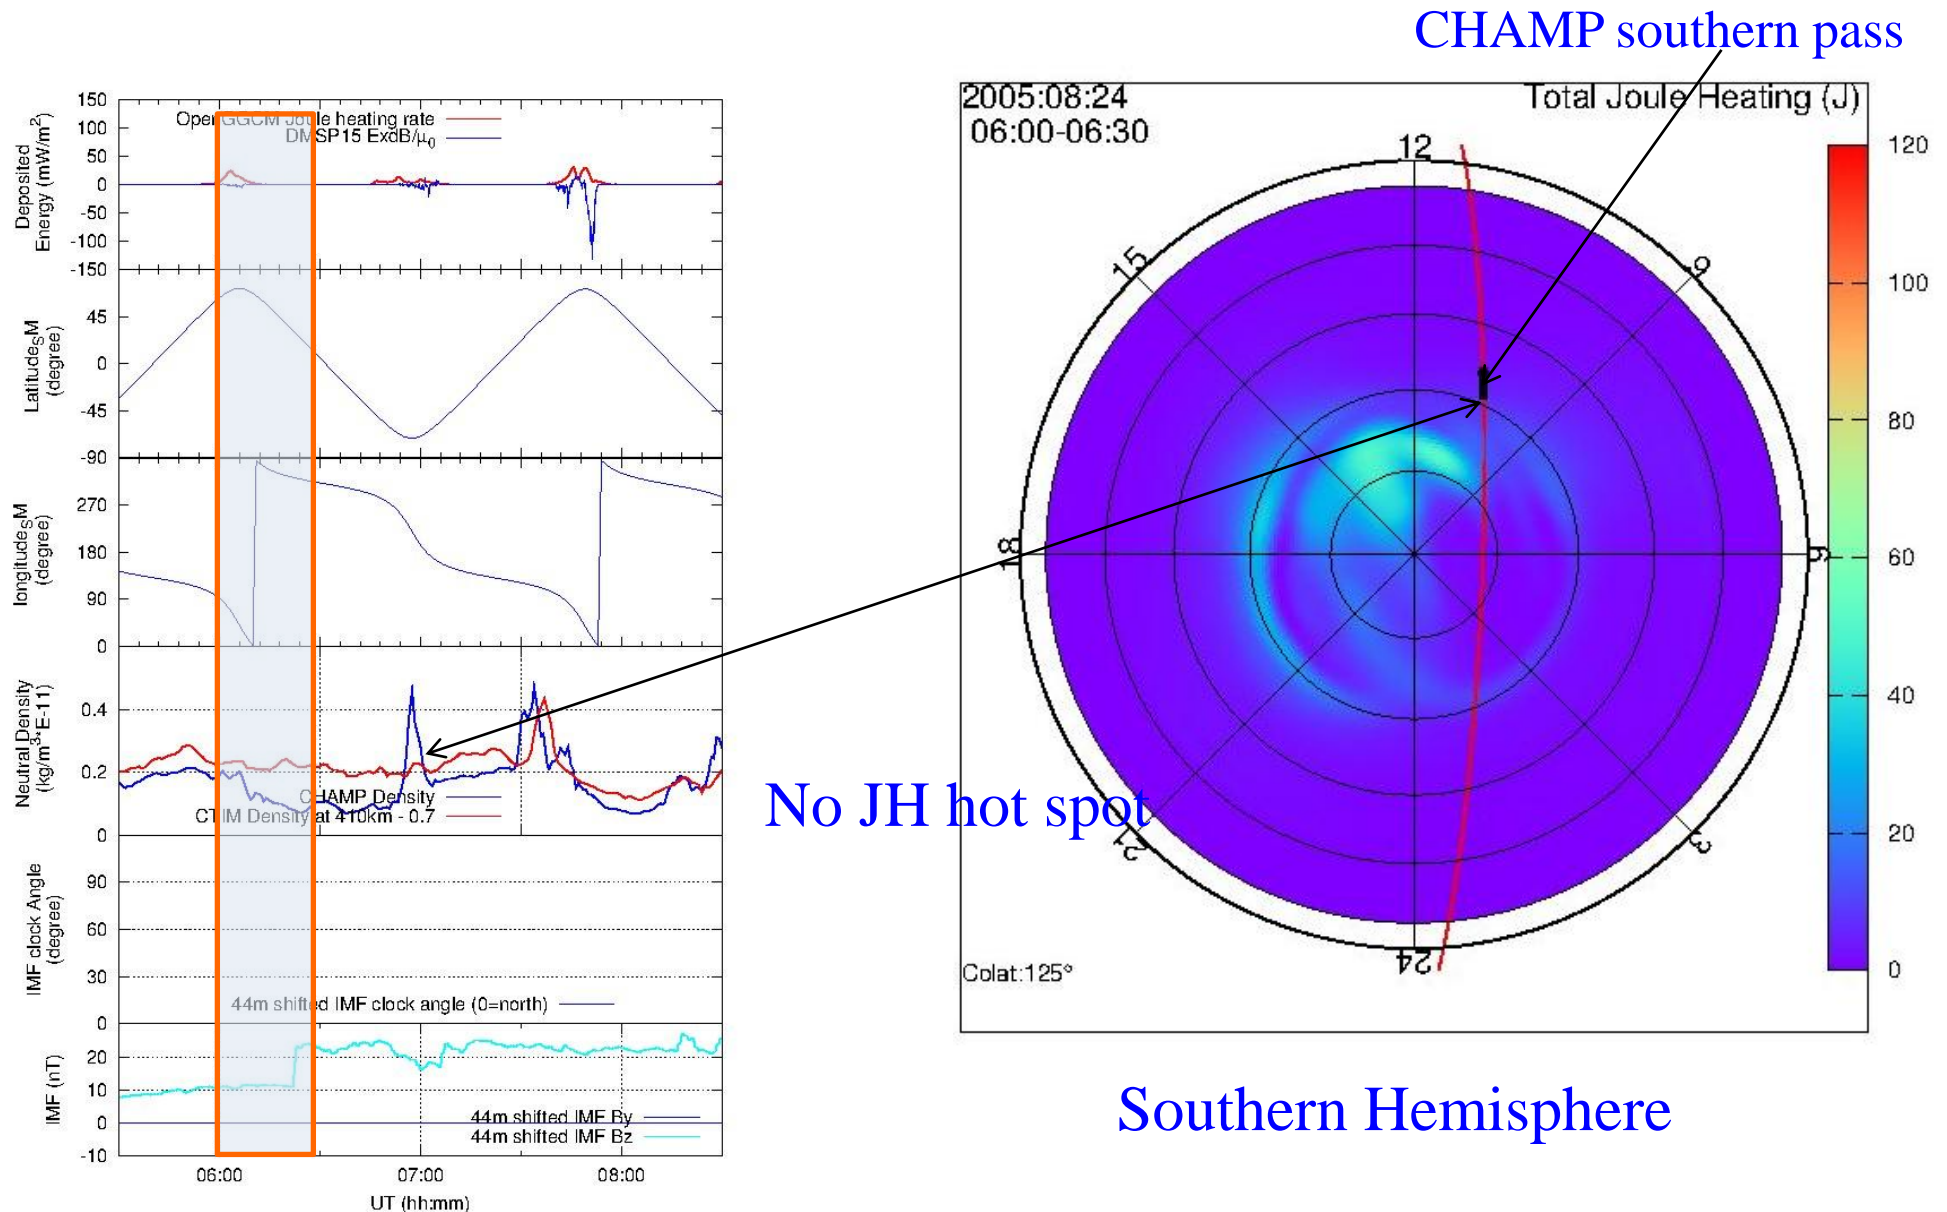 CHAMP southern pass
150
100
50
0
-50
-100
-150
Deposited
Energy (mW/m²)
OpenGGCM Joule heating rate
DMSP15 ExdB/μ₀
45
0
-45
-90
Latitude_SM
(degree)
270
180
90
0
longitude_SM
(degree)
0.4
0.2
0
Neutral Density
(kg/m³*E-11)
CHAMP Density
CTIM Density at 410km - 0.7
90
60
30
0
IMF clock Angle
(degree)
44m shifted IMF clock angle (0=north)
20
10
0
-10
IMF (nT)
44m shifted IMF By
44m shifted IMF Bz
06:00 07:00 08:00
UT (hh:mm)
No JH hot spot
2005:08:24
06:00-06:30
Total Joule Heating (J)
12
15
9
18
6
21
3
24
Colat:125°
120
100
80
60
40
20
0
Southern Hemisphere